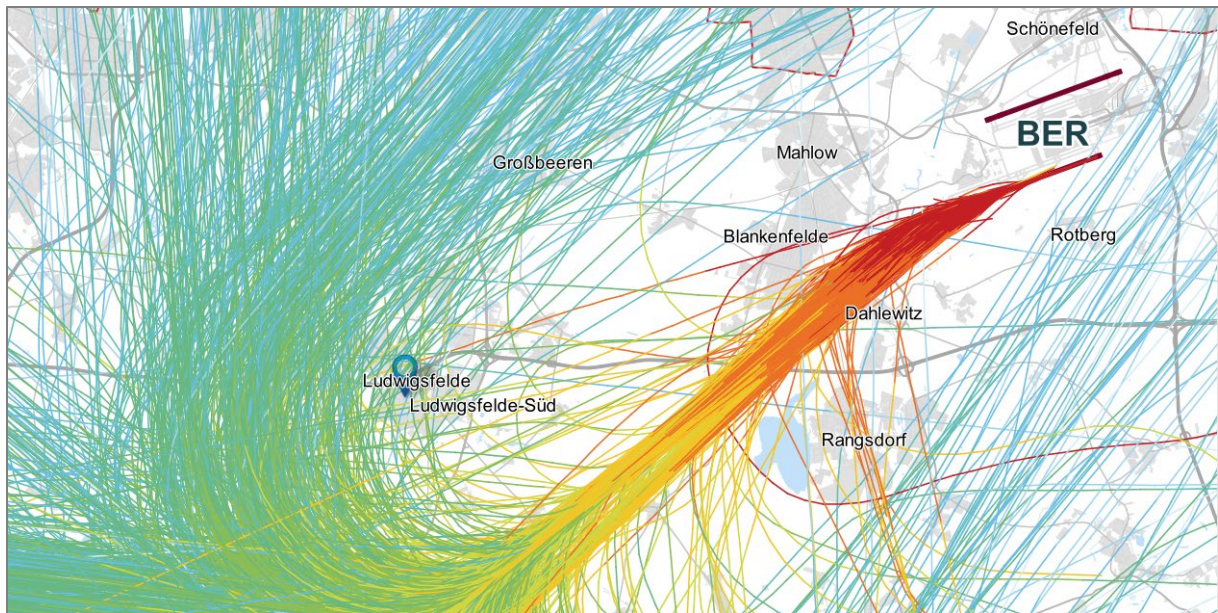 Schönefeld
BER
Großbeeren
Mahlow
Blankenfelde
Rotberg
Dahlewitz
Ludwigsfelde
Ludwigsfelde-Süd
Rangsdorf